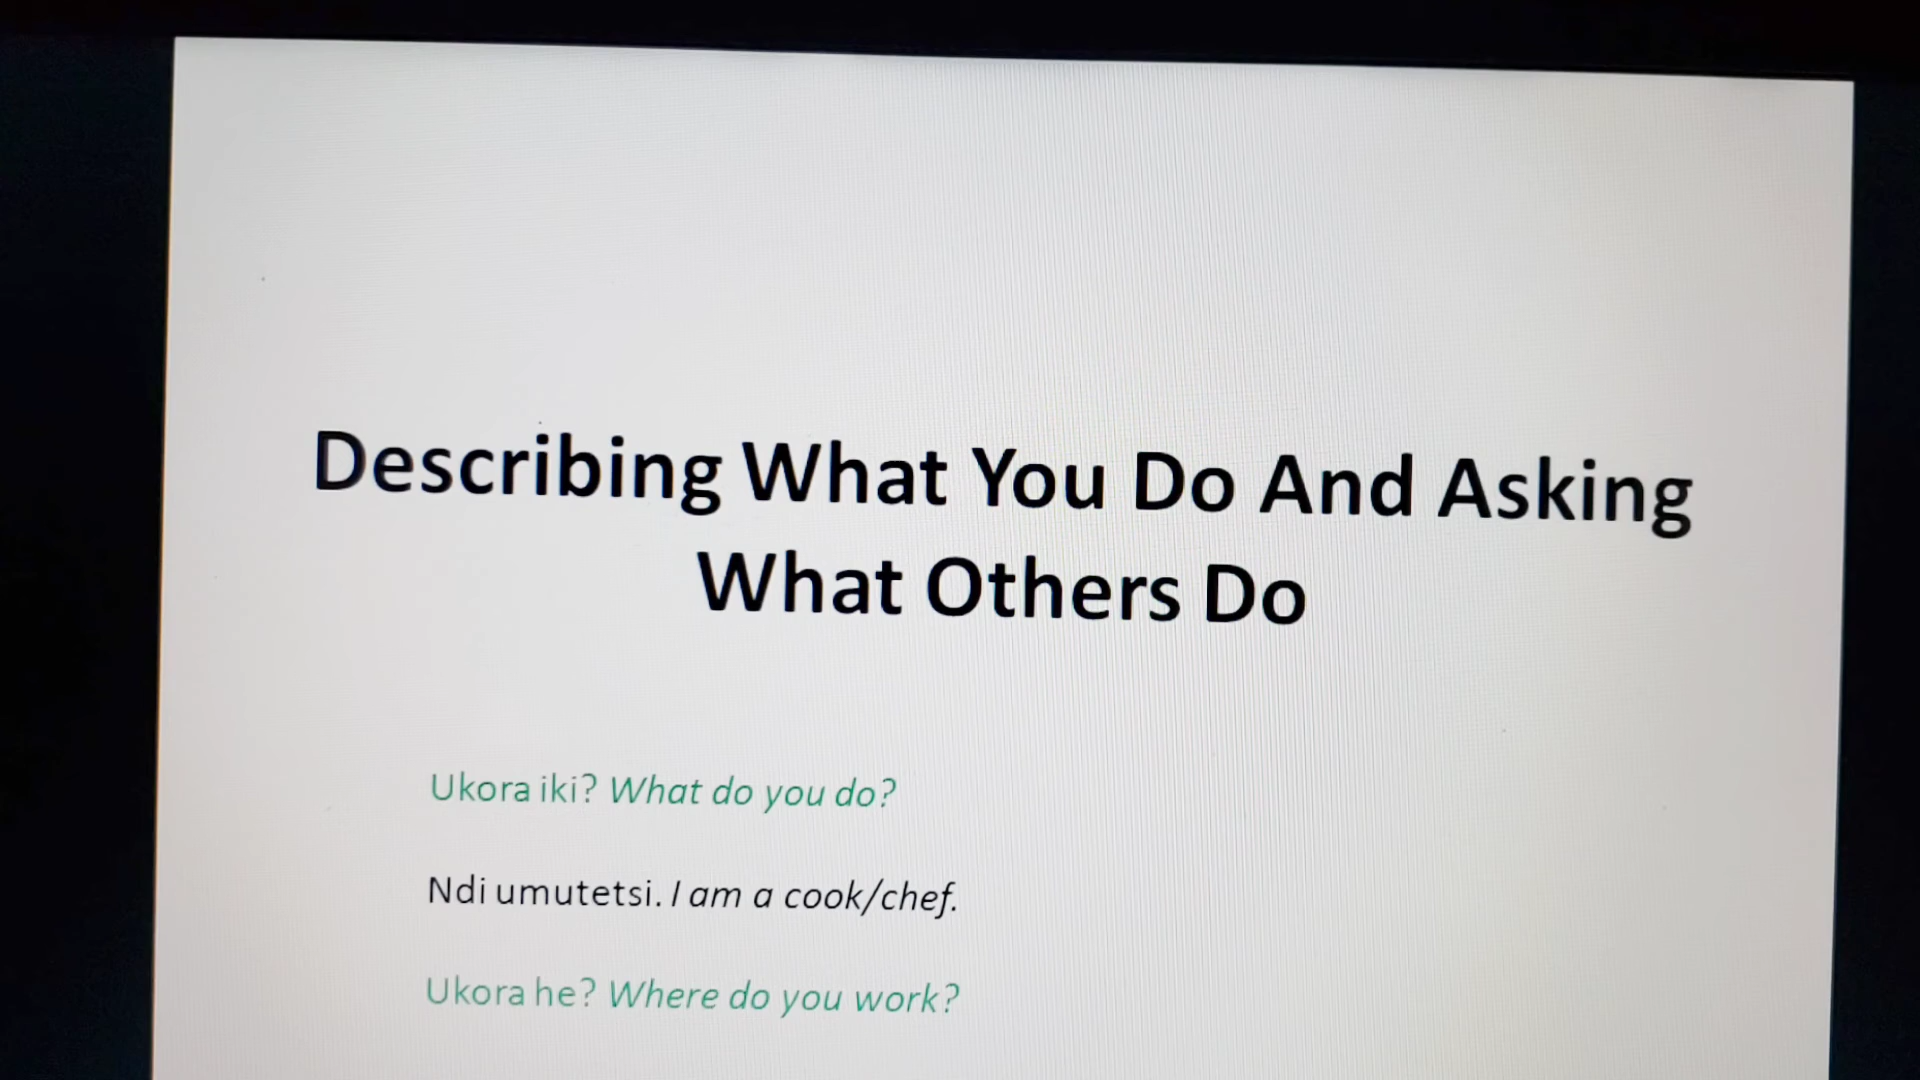 Describing What You Do And Asking
What Others Do
Ukora iki? What do you do?
Ndi umutetsi. I am a cook/chef.
Ukora he? Where do you work?